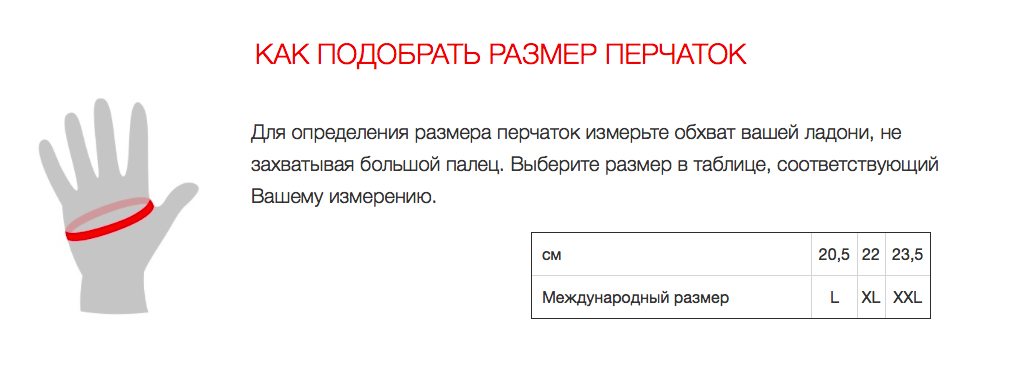 КАК ПОДОБРАТЬ РАЗМЕР ПЕРЧАТОК
Для определения размера перчаток измерьте обхват вашей ладони, не
захватывая большой палец. Выберите размер в таблице, соответствующий
Вашему измерению.
см 20,5 22 23,5
Международный размер L XL XXL